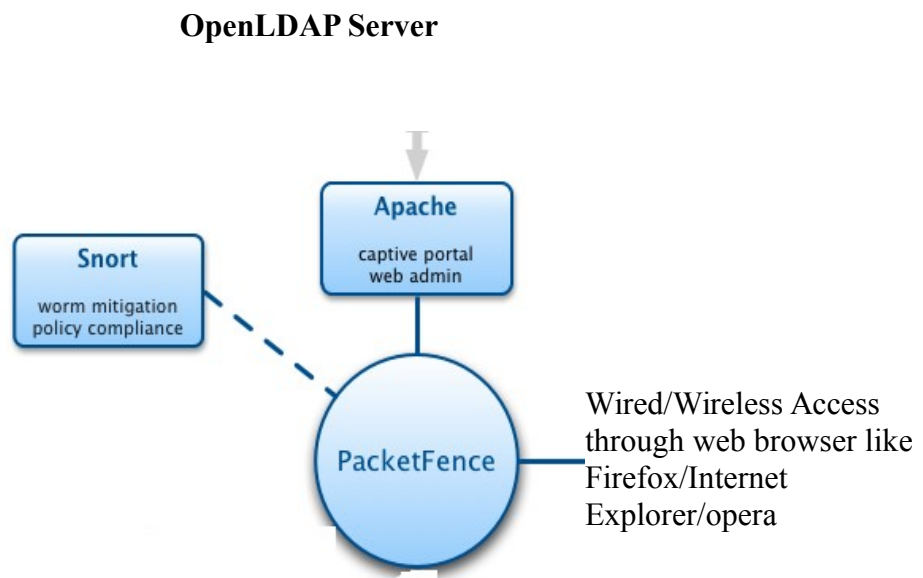 OpenLDAP Server
Apache
captive portal
web admin
Snort
worm mitigation
policy compliance
PacketFence
Wired/Wireless Access
through web browser like
Firefox/Internet
Explorer/opera